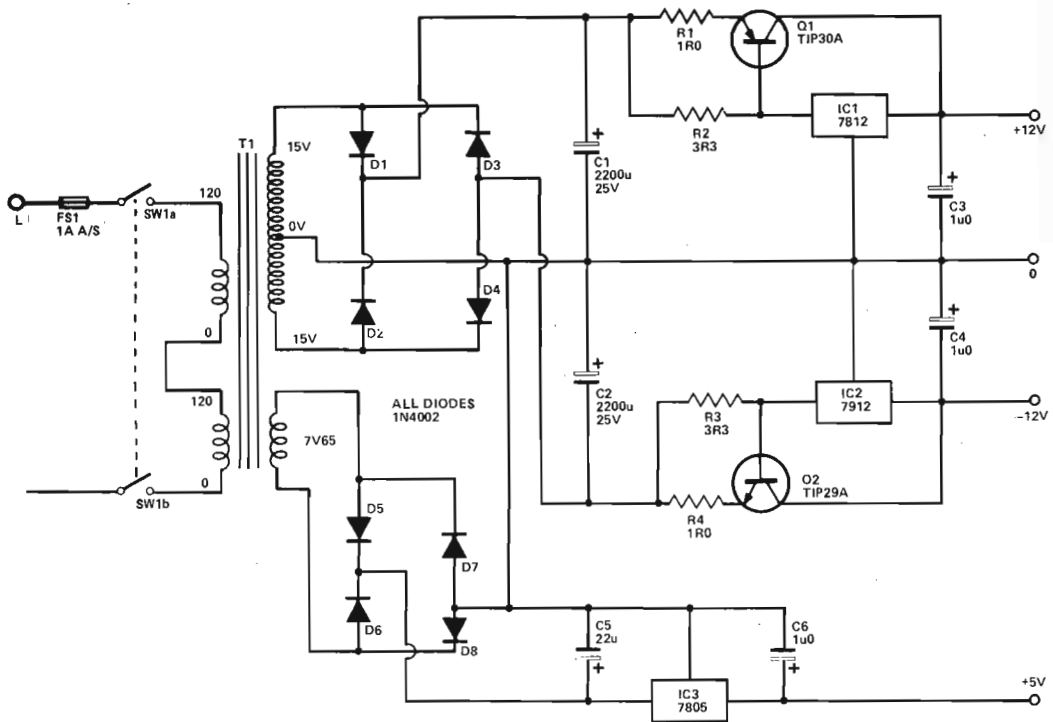 Q1
TIP30A
R1
1R0
R2
3R3
IC1
7812
+12V
T1
15V
D1
D3
C1
2200u
25V
+
C3
1u0
+
L
FS1
1A A/S
SW1a
120
0V
0
D4
D2
0
15V
C4
1u0
+
120
7V65
ALL DIODES
1N4002
C2
2200u
25V
+
R3
3R3
IC2
7912
–12V
0
SW1b
D5
R4
1R0
O2
TIP29A
D7
D6
D8
C5
22u
+
C6
1u0
+
IC3
7805
+5V